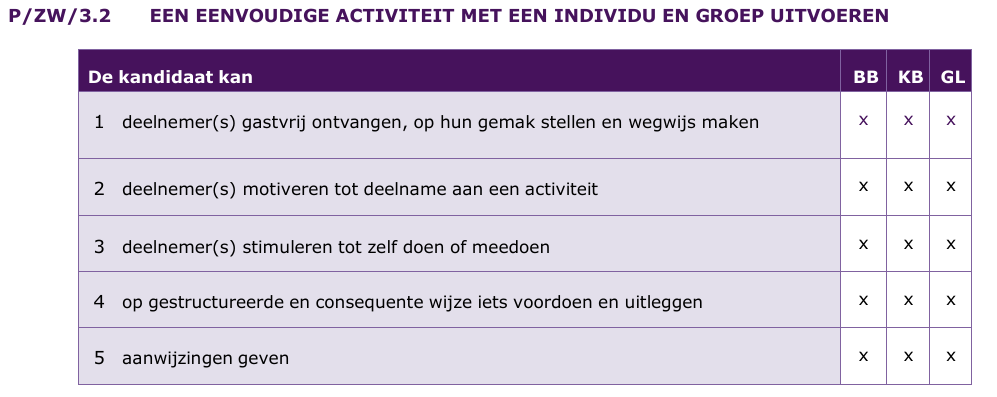 P/ZW/3.2 EEN EENVOUDIGE ACTIVITEIT MET EEN INDIVIDU EN GROEP UITVOEREN
De kandidaat kan BB KB GL
1 deelnemer(s) gastvrij ontvangen, op hun gemak stellen en wegwijs maken x x x
2 deelnemer(s) motiveren tot deelname aan een activiteit x x x
3 deelnemer(s) stimuleren tot zelf doen of meedoen x x x
4 op gestructureerde en consequente wijze iets voordoen en uitleggen x x x
5 aanwijzingen geven x x x